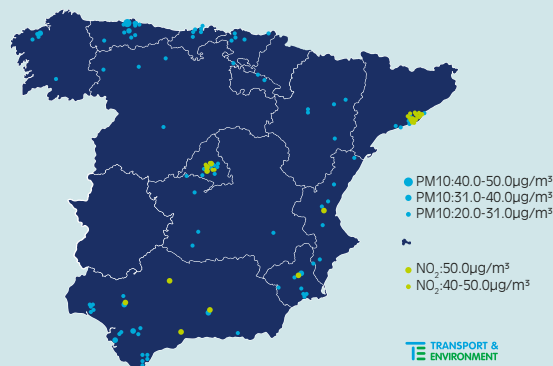 PM10:40.0-50.0µg/m³
PM10:31.0-40.0µg/m³
PM10:20.0-31.0µg/m³
NO₂:50.0µg/m³
NO₂:40-50.0µg/m³
TRANSPORT &
ENVIRONMENT